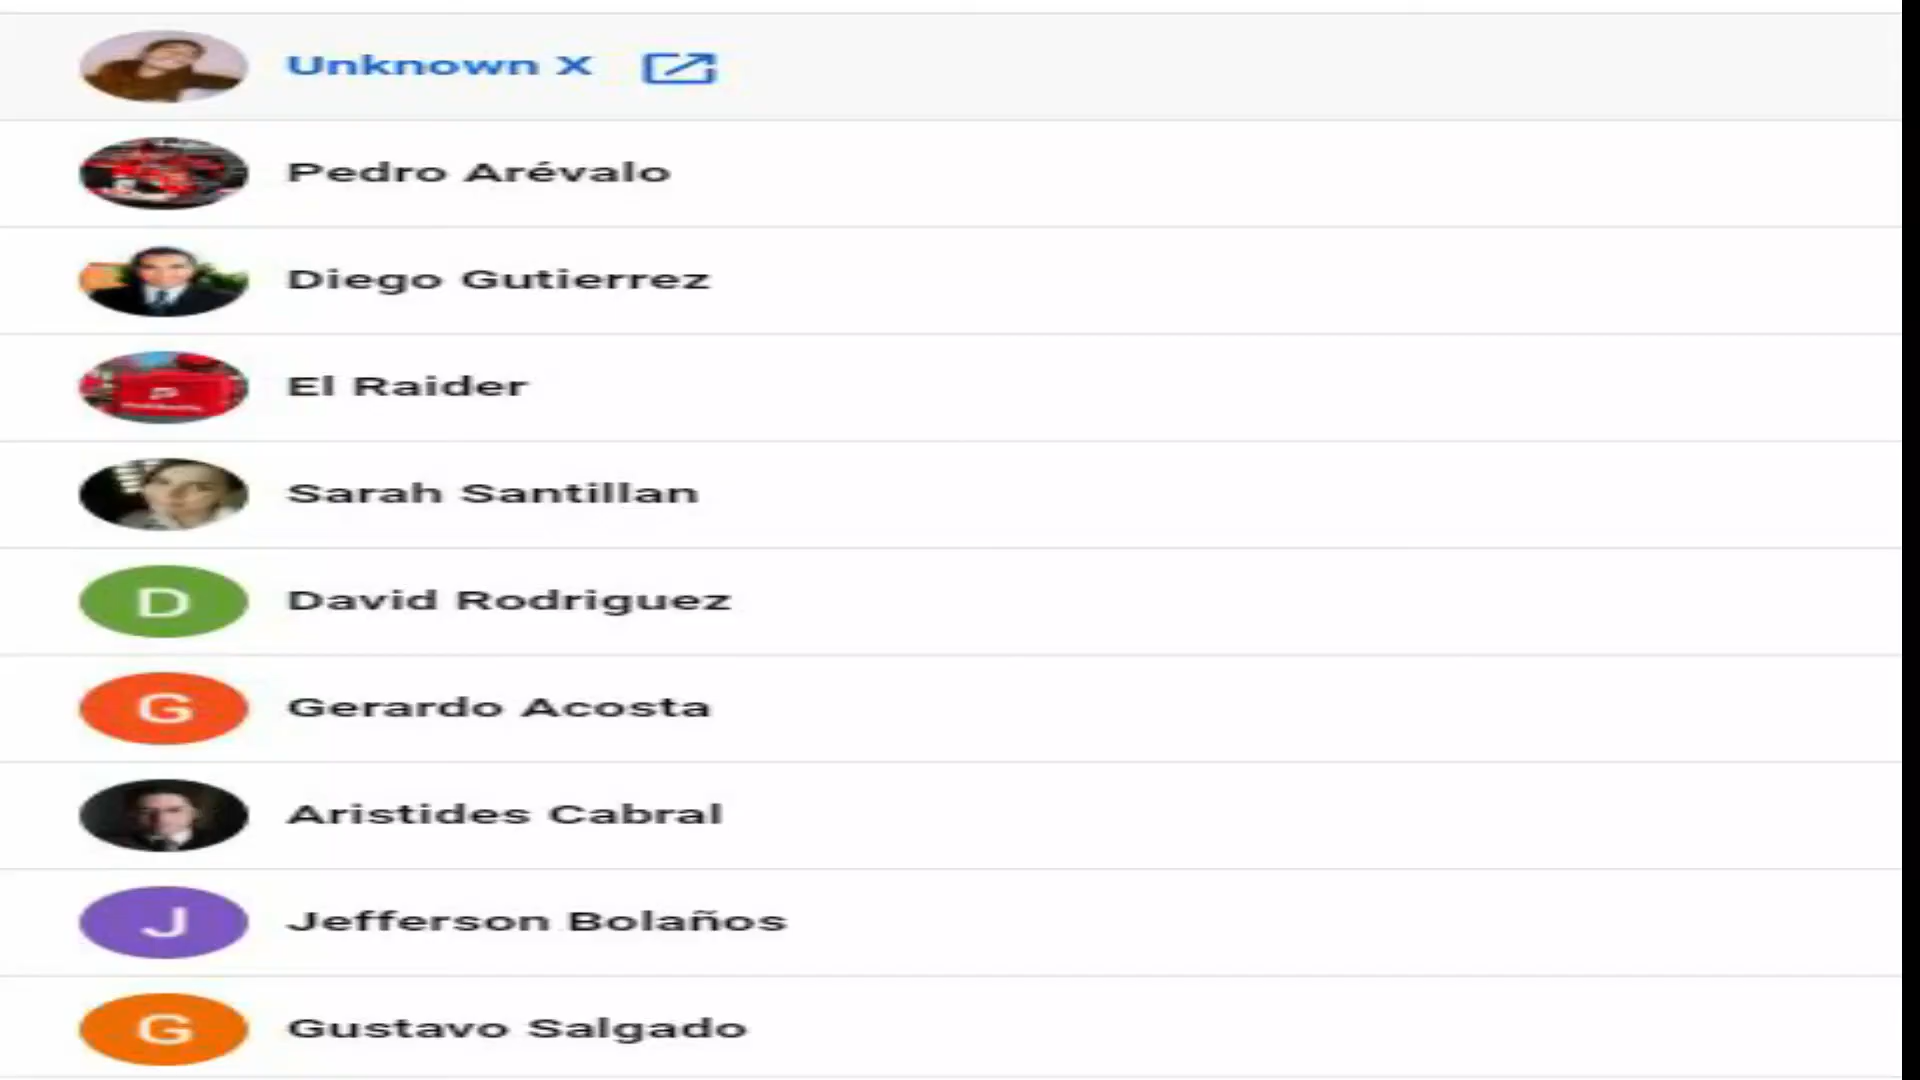 Unknown X
Pedro Arévalo
Diego Gutierrez
El Raider
Sarah Santillan
D David Rodriguez
G Gerardo Acosta
Aristides Cabral
J Jefferson Bolaños
G Gustavo Salgado